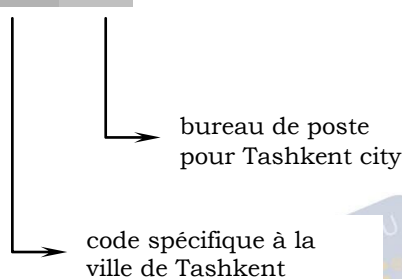 bureau de poste
pour Tashkent city
code spécifique à la
ville de Tashkent